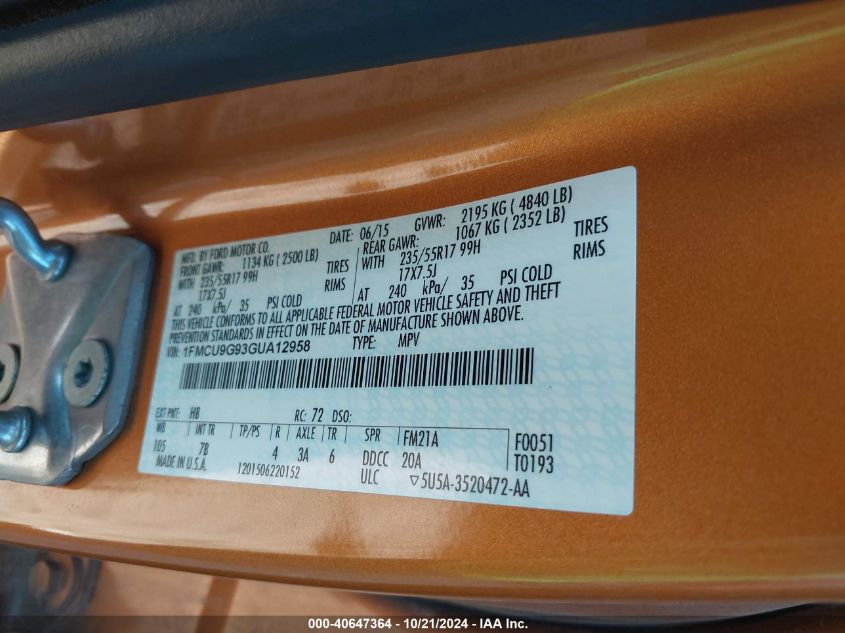 MFD. BY FORD MOTOR CO.
DATE: 06/15 GVWR: 2195 KG ( 4840 LB)
FRONT GAWR: 1134 KG ( 2500 LB)
REAR GAWR: 1067 KG ( 2352 LB)
WITH 235/55R17 99H TIRES
WITH 235/55R17 99H TIRES
17X7.5J RIMS
17X7.5J RIMS
AT 240 kPa/ 35 PSI COLD
AT 240 kPa/ 35 PSI COLD
THIS VEHICLE CONFORMS TO ALL APPLICABLE FEDERAL MOTOR VEHICLE SAFETY AND THEFT
PREVENTION STANDARDS IN EFFECT ON THE DATE OF MANUFACTURE SHOWN ABOVE.
VIN: 1FMCU9G93GUA12958 TYPE: MPV
EXT PNT: HB RC: 72 DSO:
WB INT TR TP/PS R AXLE TR SPR FM21A F0051
105 7B 4 3A 6 DDCC 20A T0193
MADE IN U.S.A. 1201506220152 ULC ▽5U5A-3520472-AA
000-40647364 - 10/21/2024 - IAA Inc.